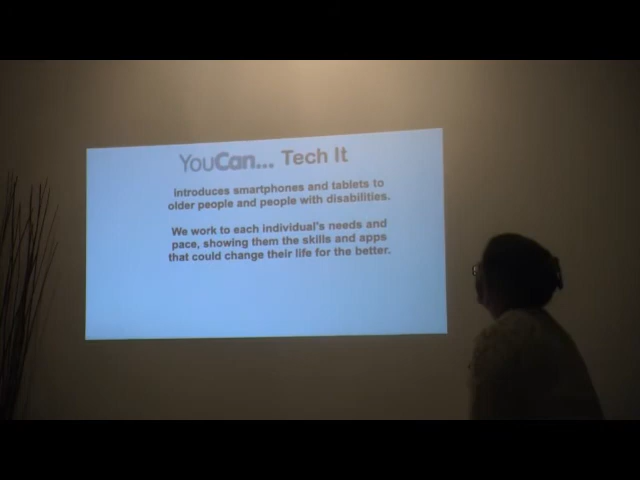 YouCan... Tech It
Introduces smartphones and tablets to
older people and people with disabilities.
We work to each individual's needs and
pace, showing them the skills and apps
that could change their life for the better.